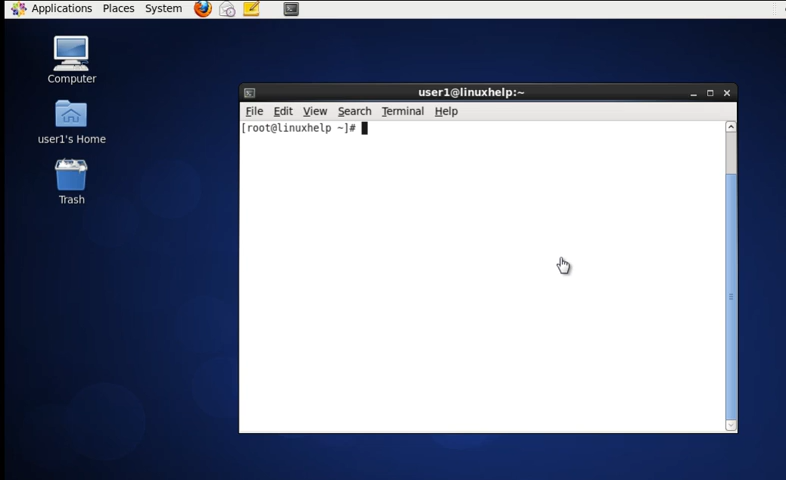 Applications Places System
Computer
user1's Home
Trash
user1@linuxhelp:~
File Edit View Search Terminal Help
[root@linuxhelp ~]#